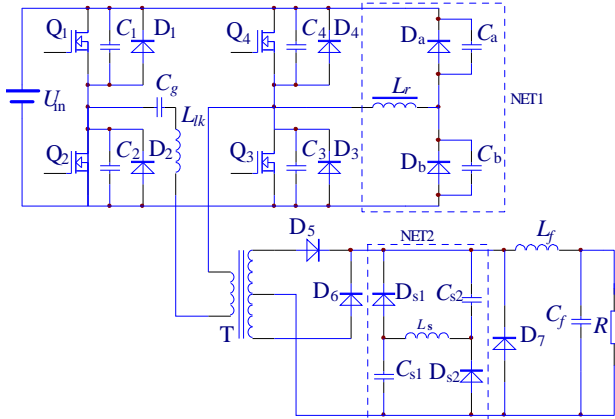 Q1 C1 D1 Q4 C4 D4 Da Ca
Cg Lr
Uin Llk NET1
Q2 C2 D2 Q3 C3 D3 Db Cb
D5 NET2 Lf
D6 Ds1 Cs2
T Ls D7 Cf R
Cs1 Ds2